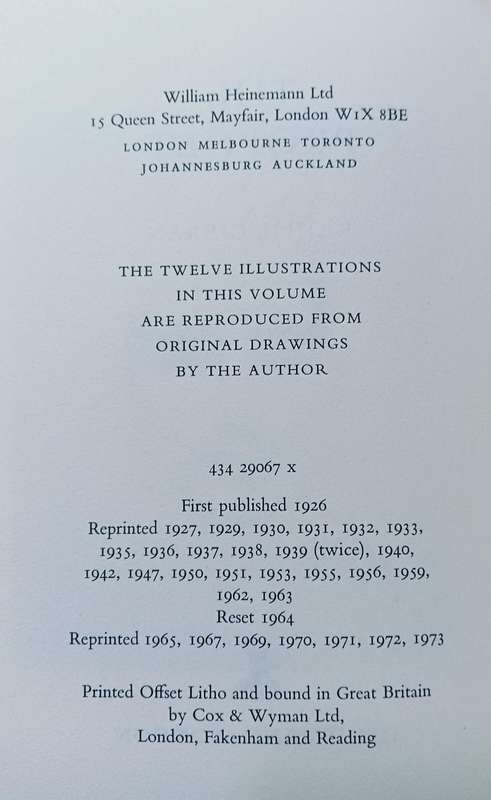 William Heinemann Ltd
15 Queen Street, Mayfair, London W1X 8BE
LONDON MELBOURNE TORONTO
JOHANNESBURG AUCKLAND
THE TWELVE ILLUSTRATIONS
IN THIS VOLUME
ARE REPRODUCED FROM
ORIGINAL DRAWINGS
BY THE AUTHOR
434 29067 x
First published 1926
Reprinted 1927, 1929, 1930, 1931, 1932, 1933,
1935, 1936, 1937, 1938, 1939 (twice), 1940,
1942, 1947, 1950, 1951, 1953, 1955, 1956, 1959,
1962, 1963
Reset 1964
Reprinted 1965, 1967, 1969, 1970, 1971, 1972, 1973
Printed Offset Litho and bound in Great Britain
by Cox & Wyman Ltd,
London, Fakenham and Reading